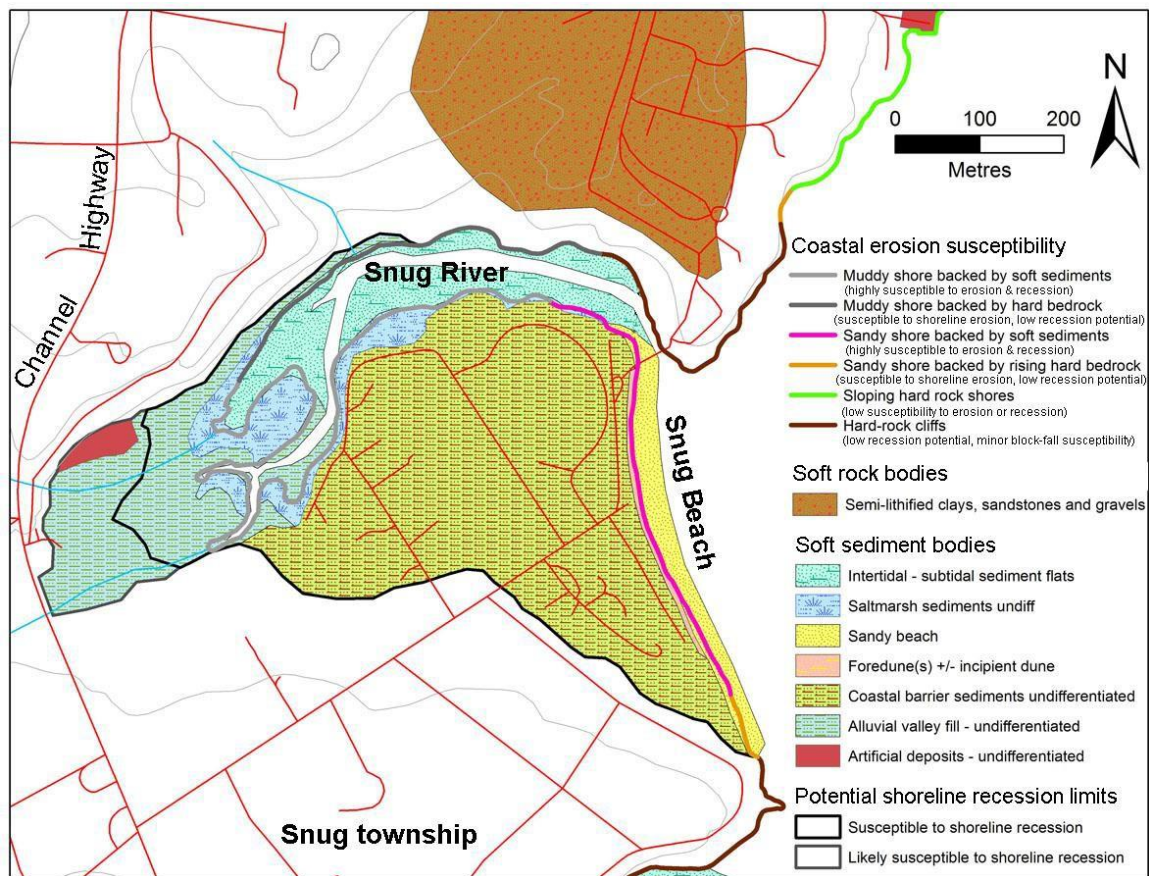 N
0 100 200
Metres
Channel Highway
Snug River
Snug Beach
Snug township
Coastal erosion susceptibility
Muddy shore backed by soft sediments
(highly susceptible to erosion & recession)
Muddy shore backed by hard bedrock
(susceptible to shoreline erosion, low recession potential)
Sandy shore backed by soft sediments
(highly susceptible to erosion & recession)
Sandy shore backed by rising hard bedrock
(susceptible to shoreline erosion, low recession potential)
Sloping hard rock shores
(low susceptibility to erosion or recession)
Hard-rock cliffs
(low recession potential, minor block-fall susceptibility)
Soft rock bodies
Semi-lithified clays, sandstones and gravels
Soft sediment bodies
Intertidal - subtidal sediment flats
Saltmarsh sediments undiff
Sandy beach
Foredune(s) +/- incipient dune
Coastal barrier sediments undifferentiated
Alluvial valley fill - undifferentiated
Artificial deposits - undifferentiated
Potential shoreline recession limits
Susceptible to shoreline recession
Likely susceptible to shoreline recession